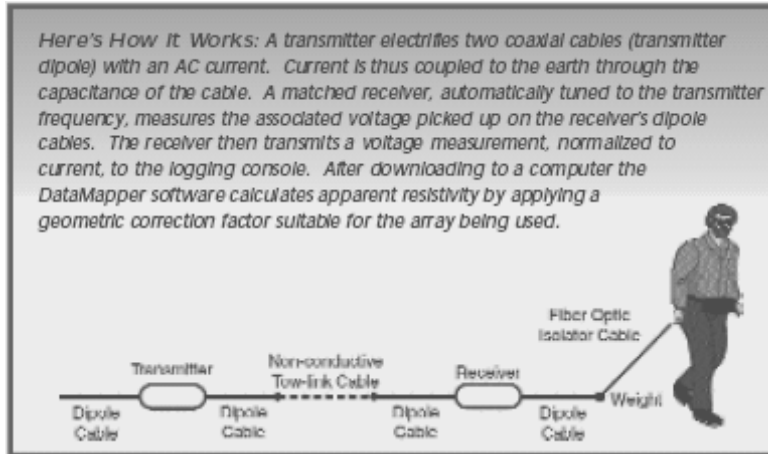 Here's How It Works: A transmitter electrifies two coaxial cables (transmitter
dipole) with an AC current. Current is thus coupled to the earth through the
capacitance of the cable. A matched receiver, automatically tuned to the transmitter
frequency, measures the associated voltage picked up on the receiver's dipole
cables. The receiver then transmits a voltage measurement, normalized to
current, to the logging console. After downloading to a computer the
DataMapper software calculates apparent resistivity by applying a
geometric correction factor suitable for the array being used.
Fiber Optic
Isolator Cable
Transmitter
Non-conductive
Tow-link Cable
Receiver
Weight
Dipole
Cable
Dipole
Cable
Dipole
Cable
Dipole
Cable